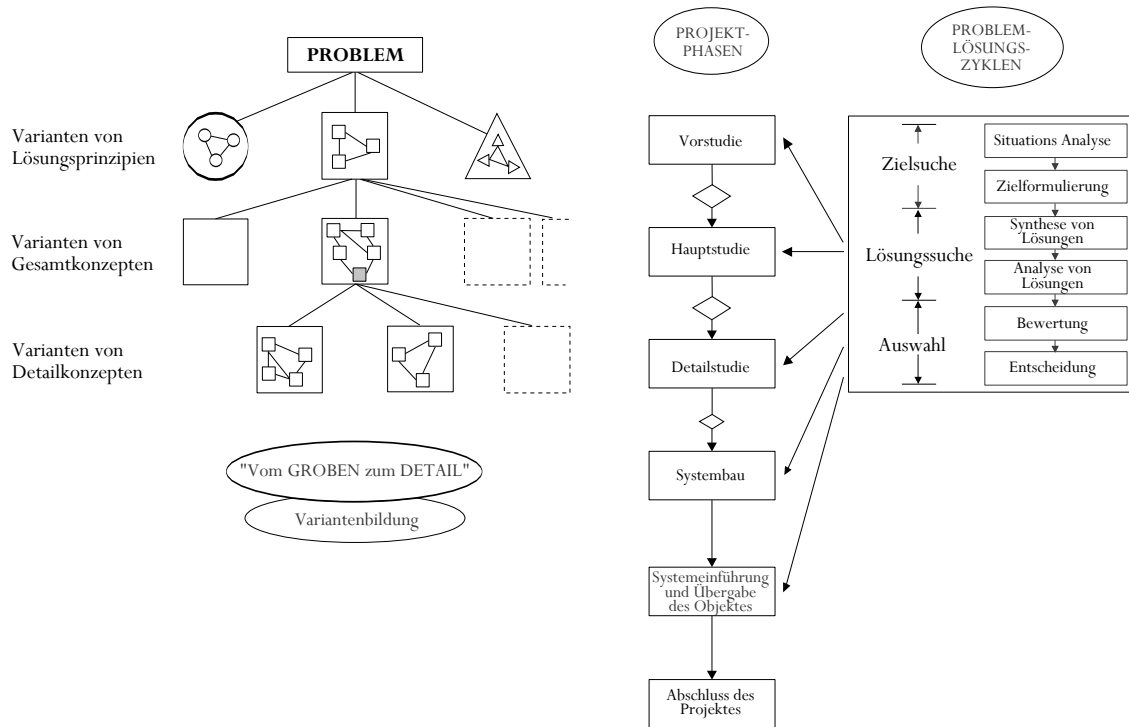 PROBLEM
Varianten von
Lösungsprinzipien
Varianten von
Gesamtkonzepten
Varianten von
Detailkonzepten
"Vom GROBEN zum DETAIL"
Variantenbildung
PROJEKT-
PHASEN
Vorstudie
Hauptstudie
Detailstudie
Systembau
Systemeinführung
und Übergabe
des Objektes
Abschluss des
Projektes
PROBLEM-
LÖSUNGS-
ZYKLEN
Zielsuche
Lösungssuche
Auswahl
Situations Analyse
Zielformulierung
Synthese von
Lösungen
Analyse von
Lösungen
Bewertung
Entscheidung